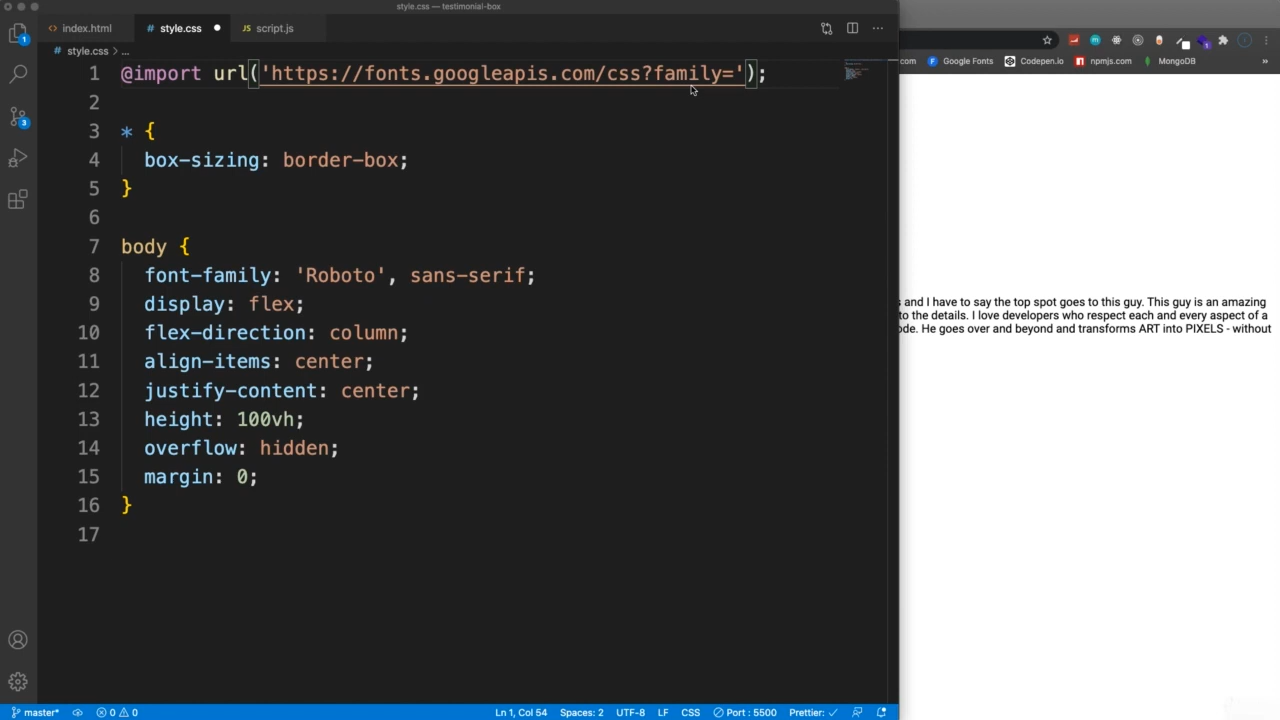 style.css — testimonial-box
index.html
style.css
script.js
style.css > ...
1 @import url('https://fonts.googleapis.com/css?family=');
2
3 * {
4 box-sizing: border-box;
5 }
6
7 body {
8 font-family: 'Roboto', sans-serif;
9 display: flex;
10 flex-direction: column;
11 align-items: center;
12 justify-content: center;
13 height: 100vh;
14 overflow: hidden;
15 margin: 0;
16 }
17
com Google Fonts Codepen.io npmjs.com MongoDB »
s and I have to say the top spot goes to this guy. This guy is an amazing
to the details. I love developers who respect each and every aspect of a
ode. He goes over and beyond and transforms ART into PIXELS - without
1
3
master* 0 0 Ln 1, Col 54 Spaces: 2 UTF-8 LF CSS Port : 5500 Prettier: ✓